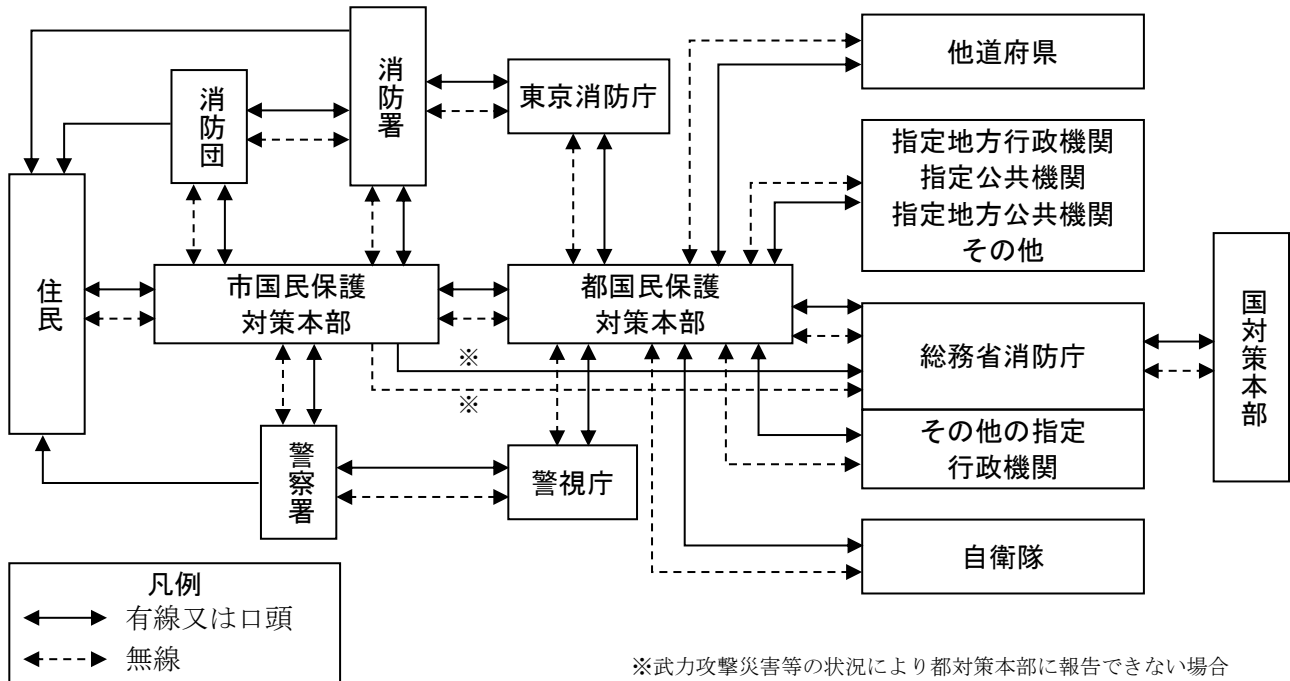 他道府県
消防署
消防団
東京消防庁
指定地方行政機関
指定公共機関
指定地方公共機関
その他
住民
市国民保護
対策本部
都国民保護
対策本部
総務省消防庁
国対策本部
※
※
その他の指定
行政機関
警察署
警視庁
自衛隊
凡例
有線又は口頭
無線
※武力攻撃災害等の状況により都対策本部に報告できない場合